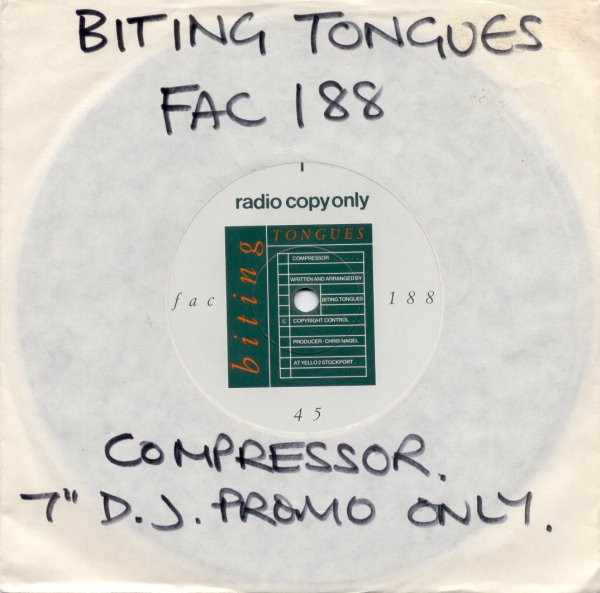 BITING TONGUES
FAC 188
radio copy only
biting
TONGUES
COMPRESSOR
WRITTEN AND ARRANGED BY
BITING TONGUES
© COPYRIGHT CONTROL
PRODUCER - CHRIS NAGEL
AT YELLO 2 STOCKPORT
fac
188
45
COMPRESSOR.
7" D.J. PROMO ONLY.